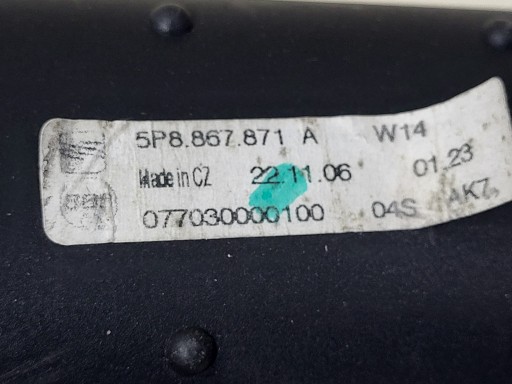 5P8.867.871 A W14
Made in CZ 22.11.06 01.23
077030000100 04S AKZ